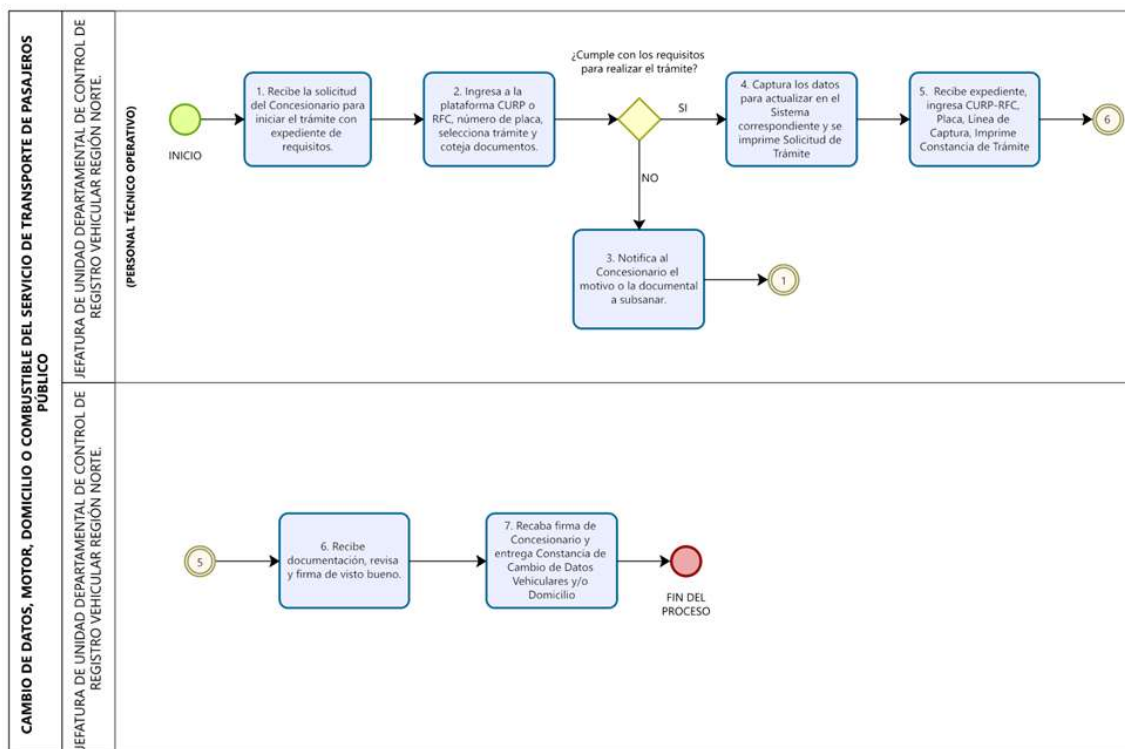 CAMBIO DE DATOS, MOTOR, DOMICILIO O COMBUSTIBLE DEL SERVICIO DE TRANSPORTE DE PASAJEROS
PÚBLICO
JEFATURA DE UNIDAD DEPARTAMENTAL DE CONTROL DE
REGISTRO VEHICULAR REGIÓN NORTE.
(PERSONAL TÉCNICO OPERATIVO)
INICIO
1. Recibe la solicitud
del Concesionario para
iniciar el trámite con
expediente de
requisitos.
2. Ingresa a la
plataforma CURP o
RFC, número de placa,
selecciona trámite y
coteja documentos.
¿Cumple con los requisitos
para realizar el trámite?
SI
NO
3. Notifica al
Concesionario el
motivo o la documental
a subsanar.
1
4. Captura los datos
para actualizar en el
Sistema
correspondiente y se
imprime Solicitud de
Trámite
5. Recibe expediente,
ingresa CURP-RFC,
Placa, Línea de
Captura, Imprime
Constancia de Trámite
6
JEFATURA DE UNIDAD DEPARTAMENTAL DE CONTROL DE
REGISTRO VEHICULAR REGIÓN NORTE.
5
6. Recibe
documentación, revisa
y firma de visto bueno.
7. Recaba firma de
Concesionario y
entrega Constancia de
Cambio de Datos
Vehiculares y/o
Domicilio
FIN DEL
PROCESO